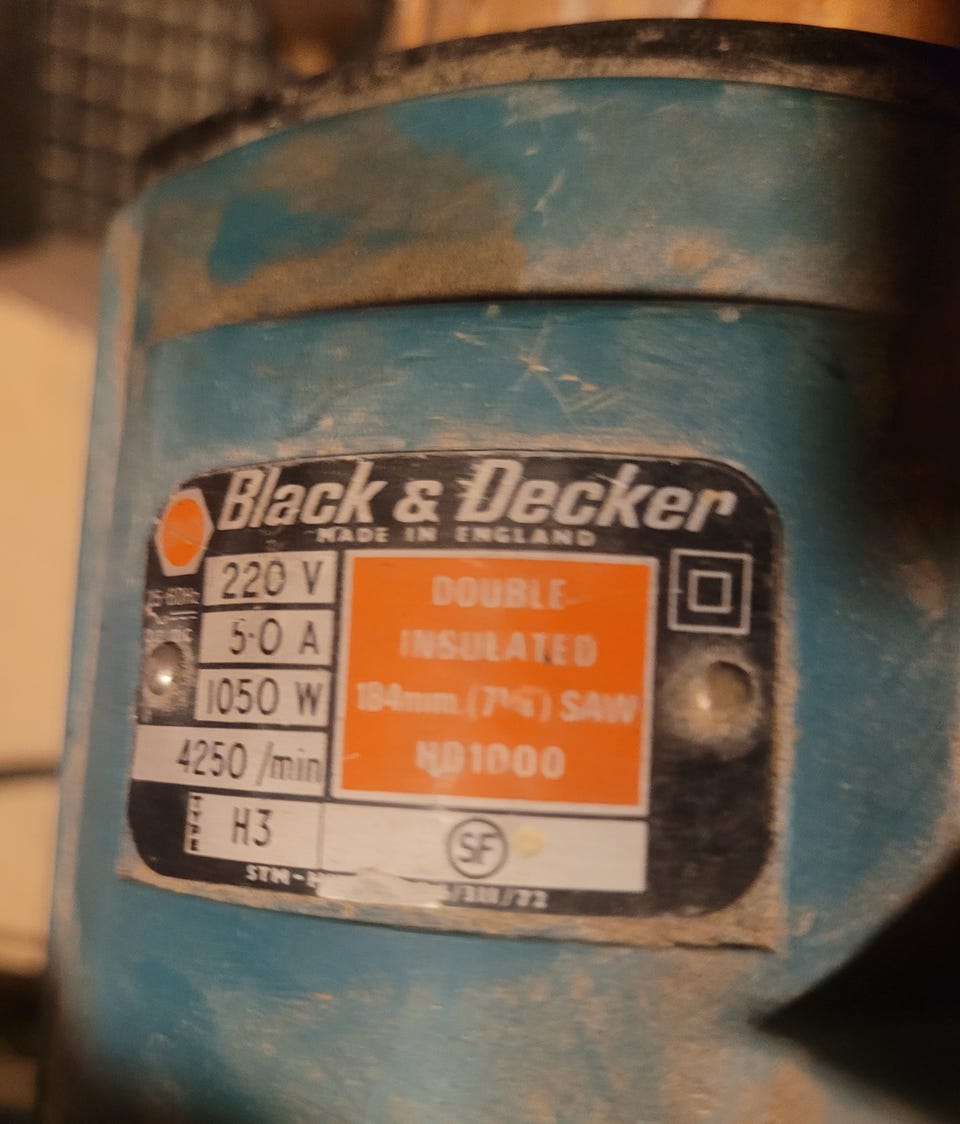 Black & Decker
MADE IN ENGLAND
220 V
5·0 A
1050 W
4250 /min
TYPE H3
DOUBLE
INSULATED
184mm. (7¼") SAW
HD1000
SF
STM-
/311/72